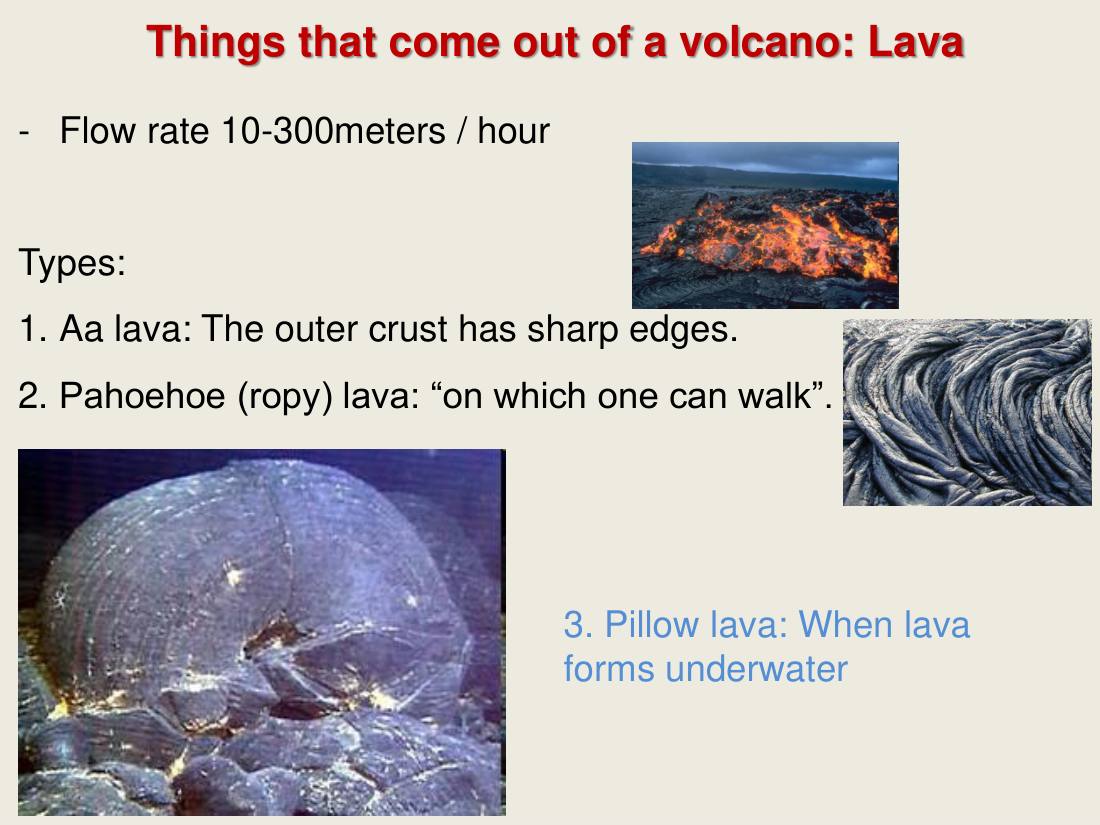 Things that come out of a volcano: Lava
- Flow rate 10-300meters / hour
Types:
1. Aa lava: The outer crust has sharp edges.
2. Pahoehoe (ropy) lava: “on which one can walk”.
3. Pillow lava: When lava
forms underwater